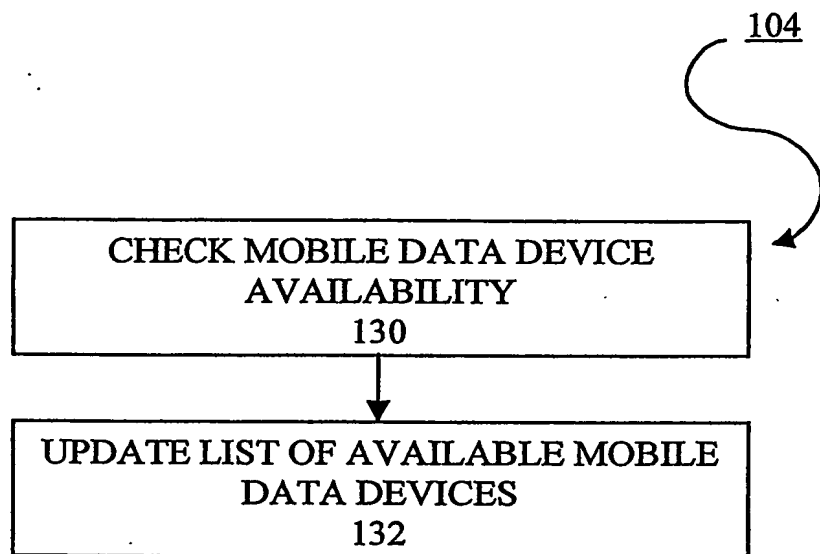 104
CHECK MOBILE DATA DEVICE
AVAILABILITY
130
UPDATE LIST OF AVAILABLE MOBILE
DATA DEVICES
132